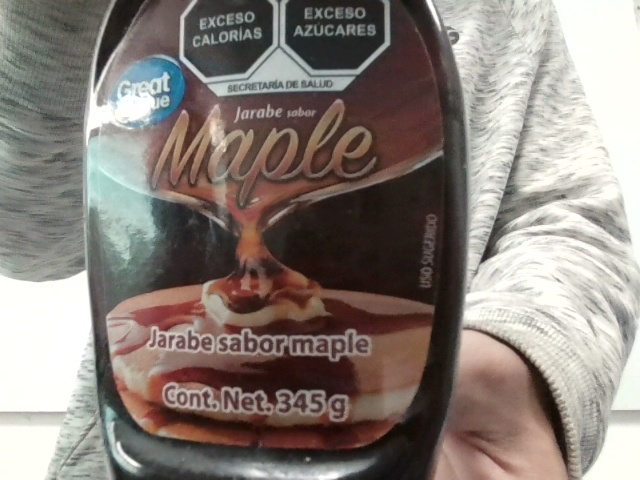 EXCESO
CALORÍAS
EXCESO
AZÚCARES
SECRETARÍA DE SALUD
Great
Jarabe sabor
Maple
USO SUGERIDO
Jarabe sabor maple
Cont. Net. 345 g